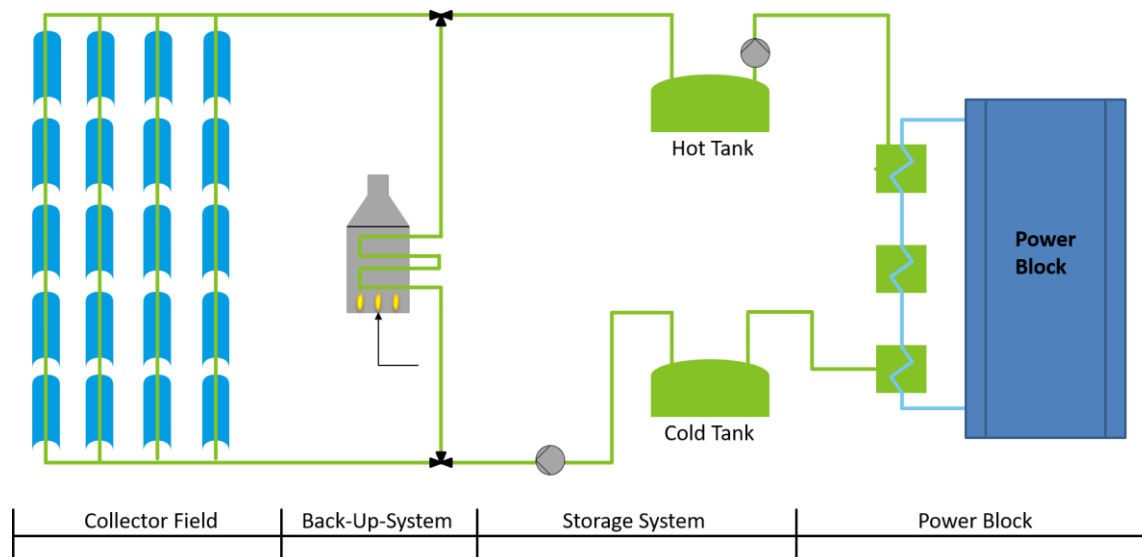 Hot Tank
Power
Block
Cold Tank
Collector Field
Back-Up-System
Storage System
Power Block